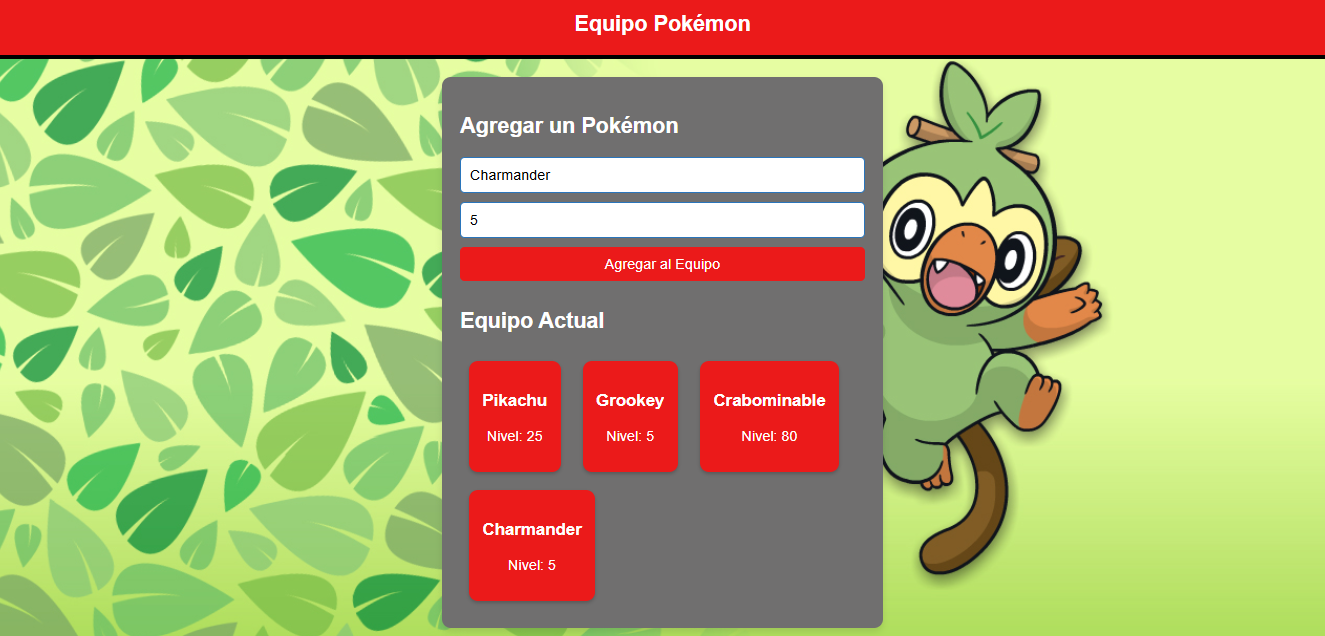 Equipo Pokémon
Agregar un Pokémon
Charmander
5
Agregar al Equipo
Equipo Actual
Pikachu
Nivel: 25
Grookey
Nivel: 5
Crabominable
Nivel: 80
Charmander
Nivel: 5